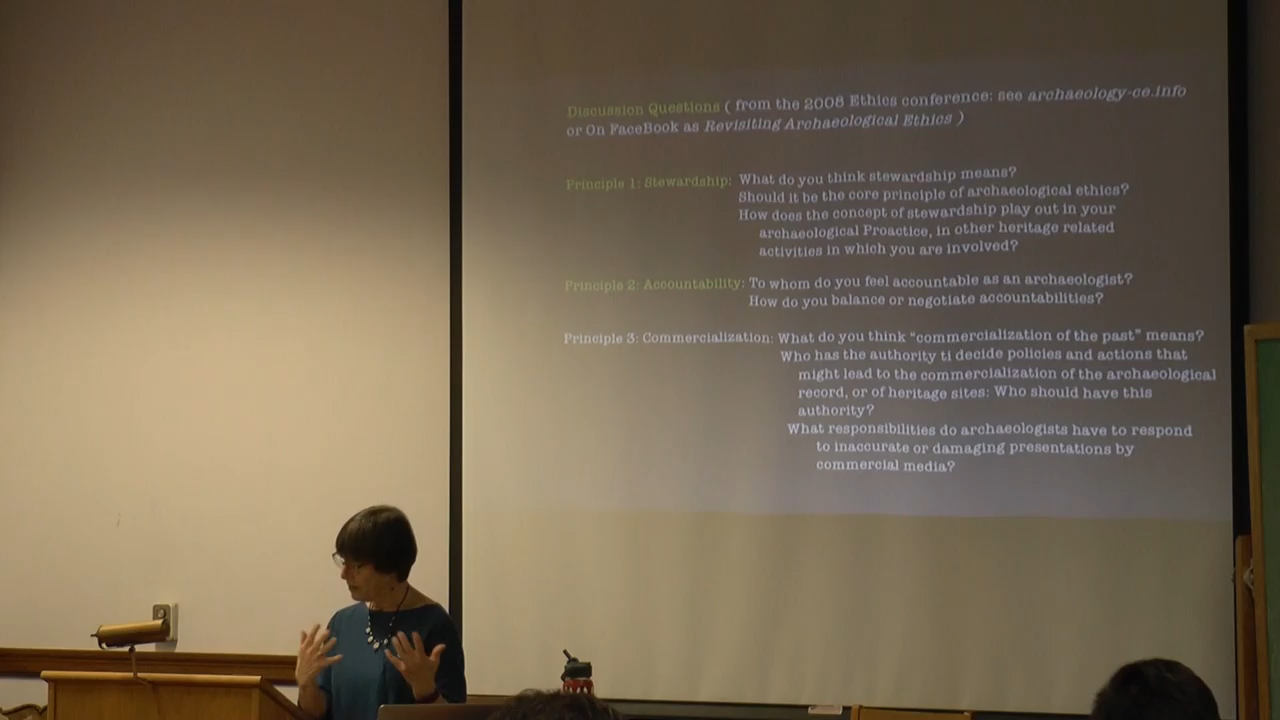 Discussion Questions ( from the 2008 Ethics conference: see archaeology-ce.info
or On FaceBook as Revisiting Archaeological Ethics )
Principle 1: Stewardship: What do you think stewardship means?
Should it be the core principle of archaeological ethics?
How does the concept of stewardship play out in your
archaeological Proactice, in other heritage related
activities in which you are involved?
Principle 2: Accountability: To whom do you feel accountable as an archaeologist?
How do you balance or negotiate accountabilities?
Principle 3: Commercialization: What do you think "commercialization of the past" means?
Who has the authority ti decide policies and actions that
might lead to the commercialization of the archaeological
record, or of heritage sites: Who should have this
authority?
What responsibilities do archaeologists have to respond
to inaccurate or damaging presentations by
commercial media?